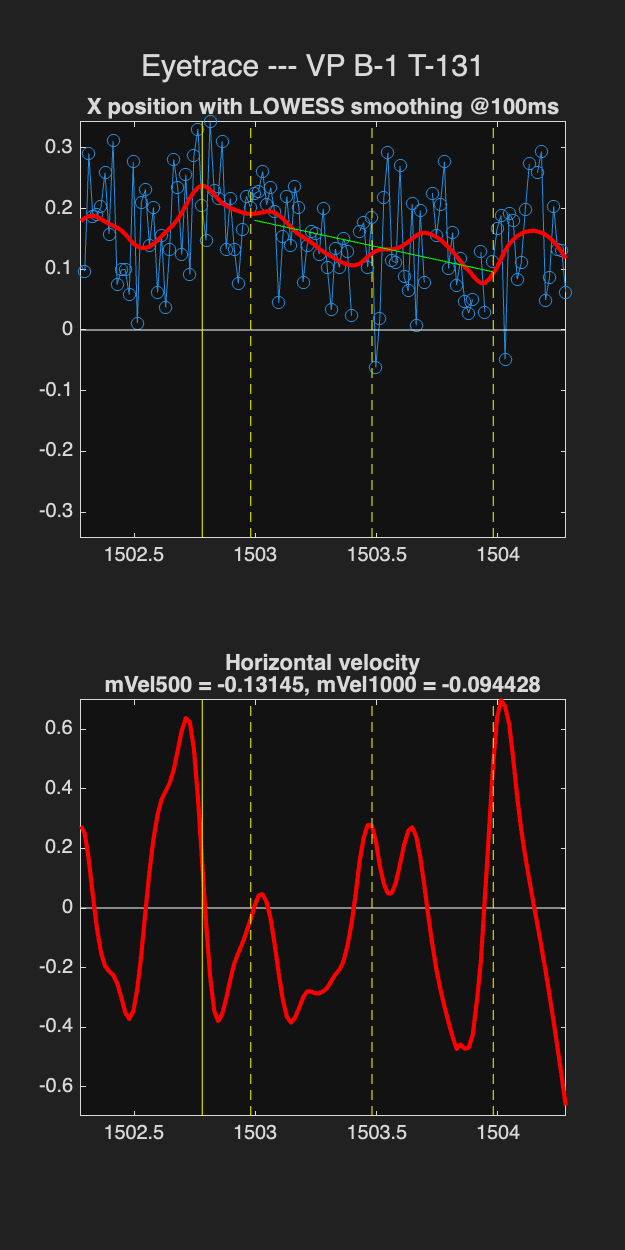 Eyetrace --- VP B-1 T-131
X position with LOWESS smoothing @100ms
0.3
0.2
0.1
0
-0.1
-0.2
-0.3
1502.5 1503 1503.5 1504
Horizontal velocity
mVel500 = -0.13145, mVel1000 = -0.094428
0.6
0.4
0.2
0
-0.2
-0.4
-0.6
1502.5 1503 1503.5 1504